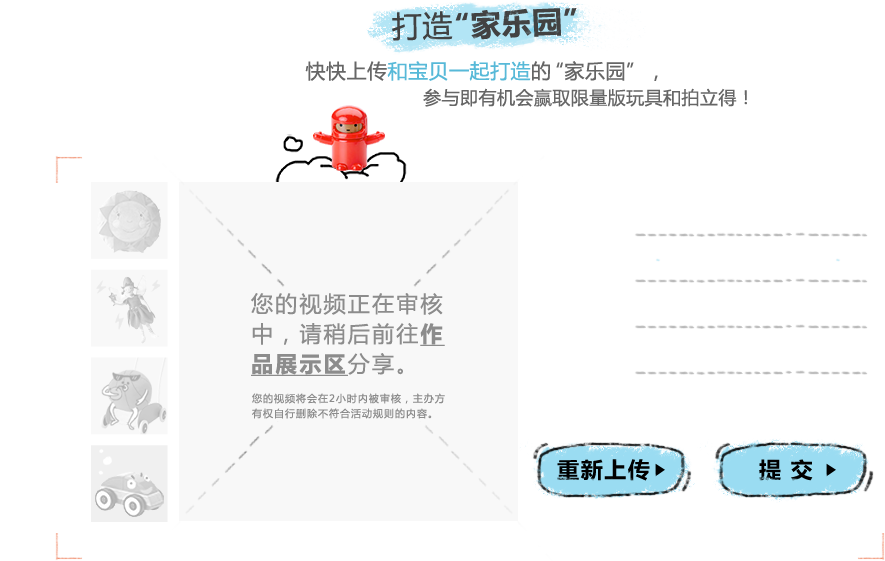 打造“家乐园”
快快上传和宝贝一起打造的“家乐园”，
参与即有机会赢取限量版玩具和拍立得！
您的视频正在审核
中，请稍后前往作
品展示区分享。
您的视频将会在2小时内被审核，主办方
有权自行删除不符合活动规则的内容。
重新上传
提 交